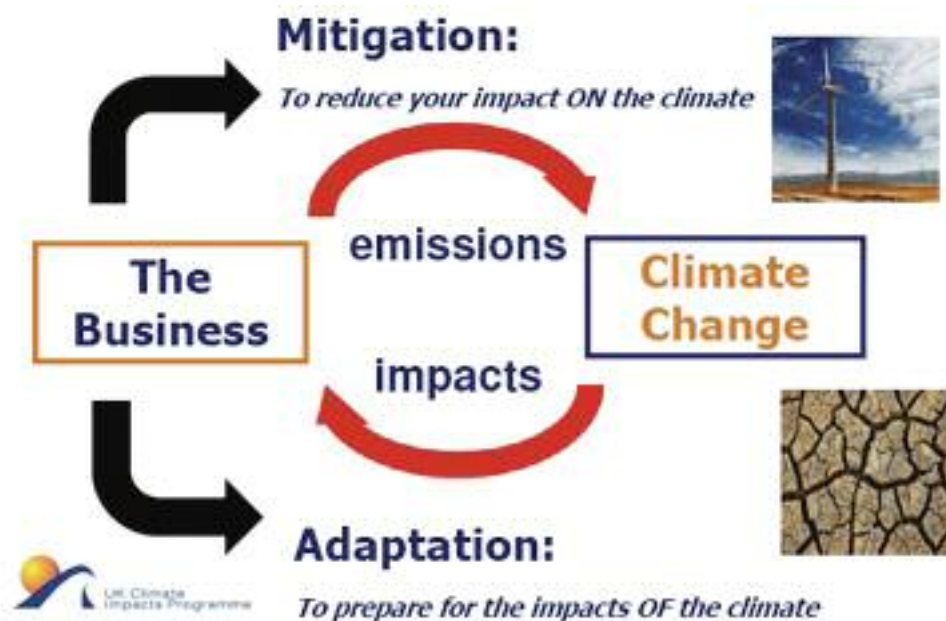 Mitigation:
To reduce your impact ON the climate
emissions
The
Business
Climate
Change
impacts
Adaptation:
UK Climate
Impacts Programme
To prepare for the impacts OF the climate